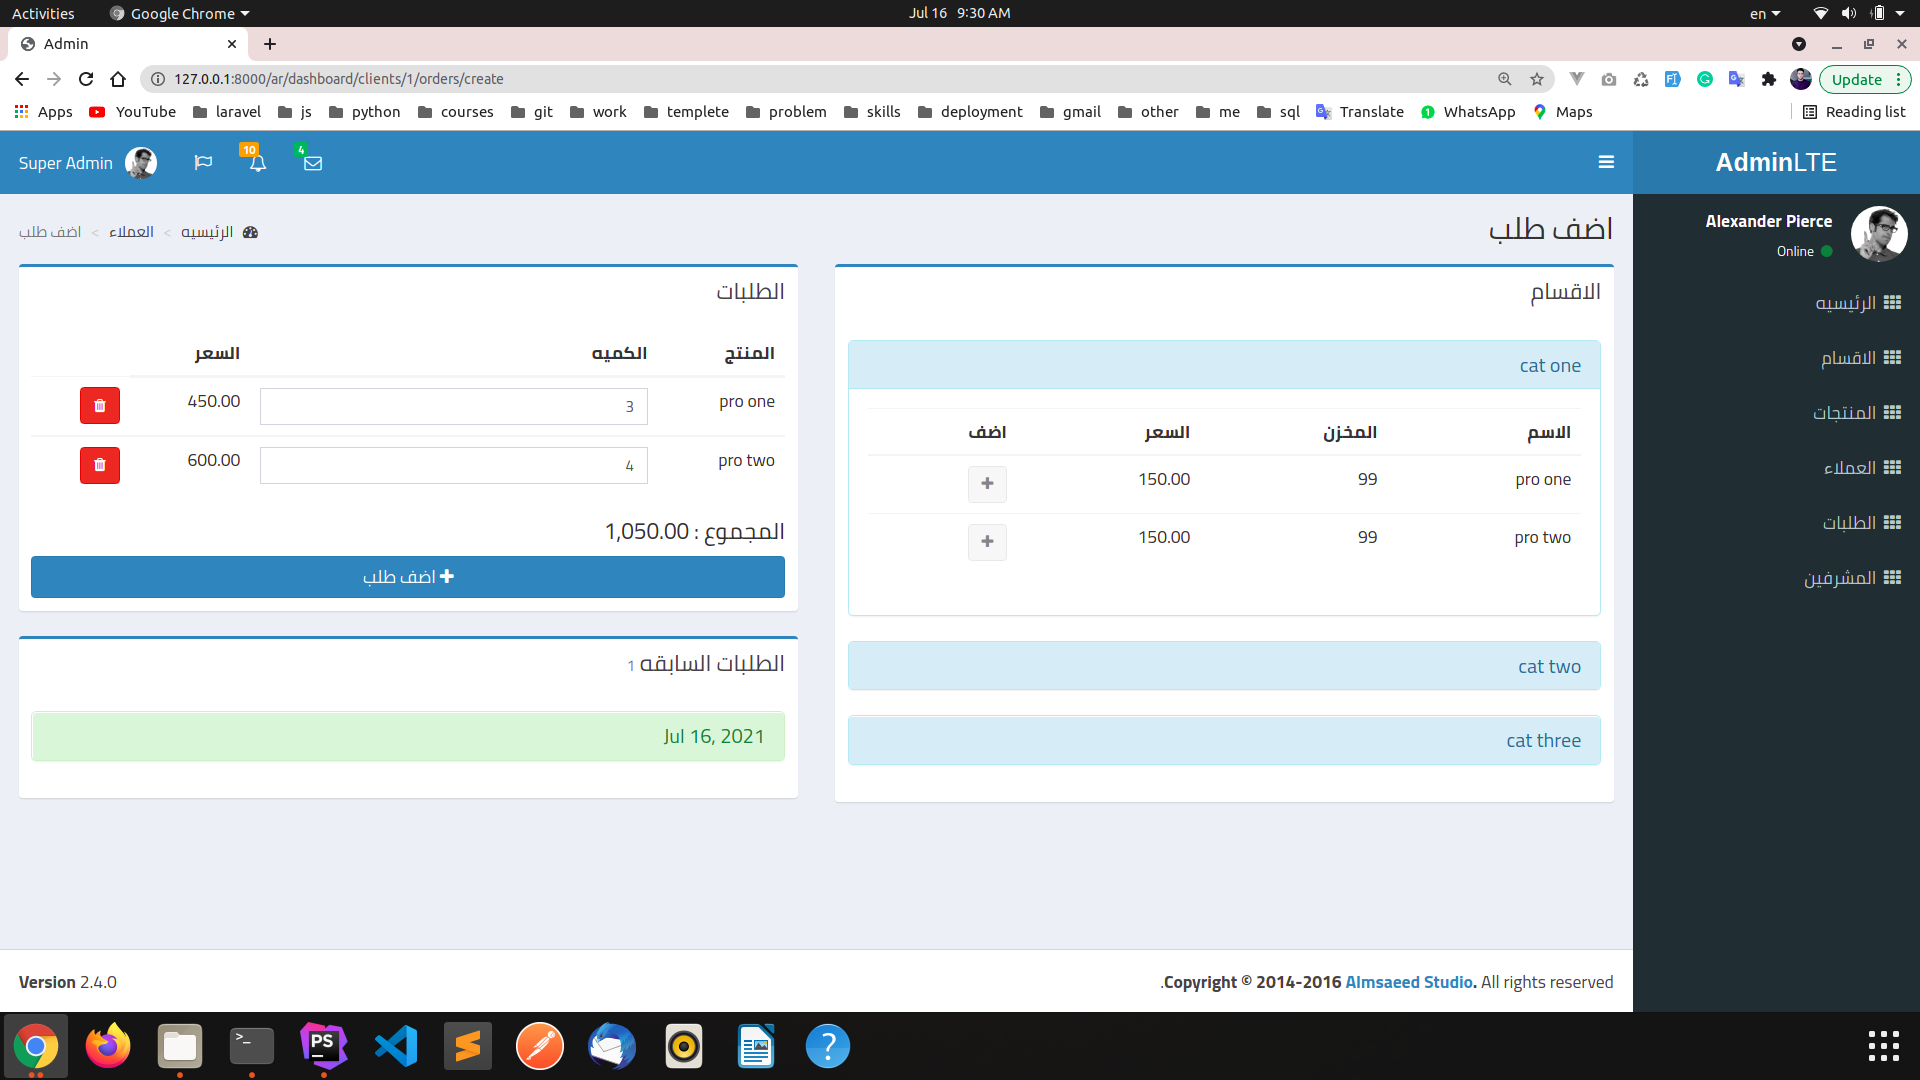 Activities Google Chrome Jul 16 9:30 AM en
Admin
127.0.0.1:8000/ar/dashboard/clients/1/orders/create Update
Apps YouTube laravel js python courses git work templete problem skills deployment gmail other me sql Translate WhatsApp Maps Reading list
Super Admin 10 4 AdminLTE
Alexander Pierce
Online
الرئيسيه
الاقسام
المنتجات
العملاء
الطلبات
المشرفين
اضف طلب
الرئيسيه > العملاء > اضف طلب
الاقسام
cat one
الاسم المخزن السعر اضف
pro one 99 150.00
pro two 99 150.00
cat two
cat three
الطلبات
المنتج الكميه السعر
pro one 3 450.00
pro two 4 600.00
المجموع : 1,050.00
اضف طلب
الطلبات السابقه 1
Jul 16, 2021
Version 2.4.0
.Copyright © 2014-2016 Almsaeed Studio. All rights reserved
PS